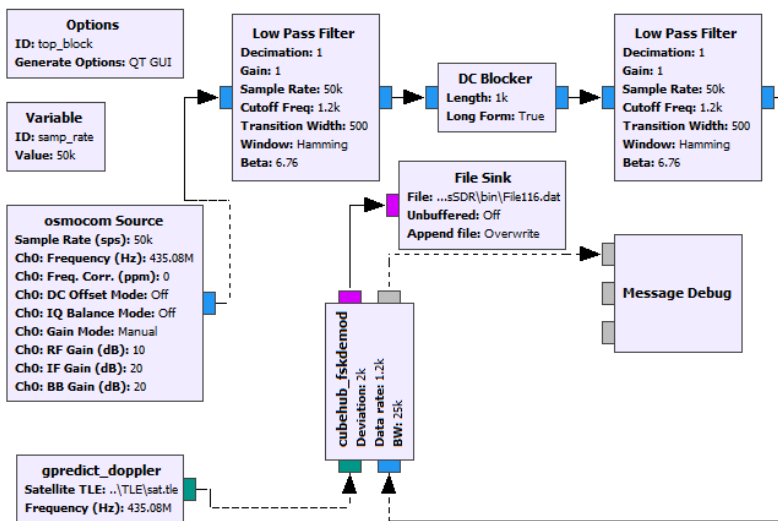 Options
ID: top_block
Generate Options: QT GUI
Variable
ID: samp_rate
Value: 50k
osmocom Source
Sample Rate (sps): 50k
Ch0: Frequency (Hz): 435.08M
Ch0: Freq. Corr. (ppm): 0
Ch0: DC Offset Mode: Off
Ch0: IQ Balance Mode: Off
Ch0: Gain Mode: Manual
Ch0: RF Gain (dB): 10
Ch0: IF Gain (dB): 20
Ch0: BB Gain (dB): 20
gpredict_doppler
Satellite TLE: ..\TLE\sat.tle
Frequency (Hz): 435.08M
Low Pass Filter
Decimation: 1
Gain: 1
Sample Rate: 50k
Cutoff Freq: 1.2k
Transition Width: 500
Window: Hamming
Beta: 6.76
DC Blocker
Length: 1k
Long Form: True
Low Pass Filter
Decimation: 1
Gain: 1
Sample Rate: 50k
Cutoff Freq: 1.2k
Transition Width: 500
Window: Hamming
Beta: 6.76
File Sink
File: ...sSDR\bin\File116.dat
Unbuffered: Off
Append file: Overwrite
Message Debug
cubehub_fskdemod
Deviation: 2k
Data rate: 1.2k
BW: 25k